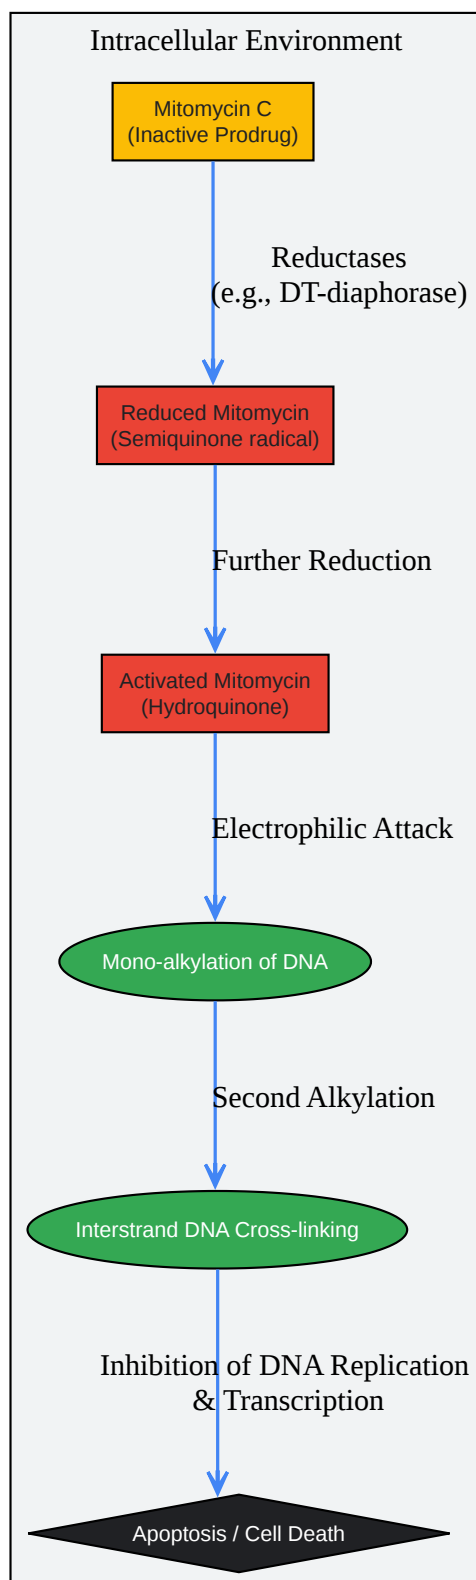 Intracellular Environment
Mitomycin C
(Inactive Prodrug)
Reductases
(e.g., DT-diaphorase)
Reduced Mitomycin
(Semiquinone radical)
Further Reduction
Activated Mitomycin
(Hydroquinone)
Electrophilic Attack
Mono-alkylation of DNA
Second Alkylation
Interstrand DNA Cross-linking
Inhibition of DNA Replication
& Transcription
Apoptosis / Cell Death